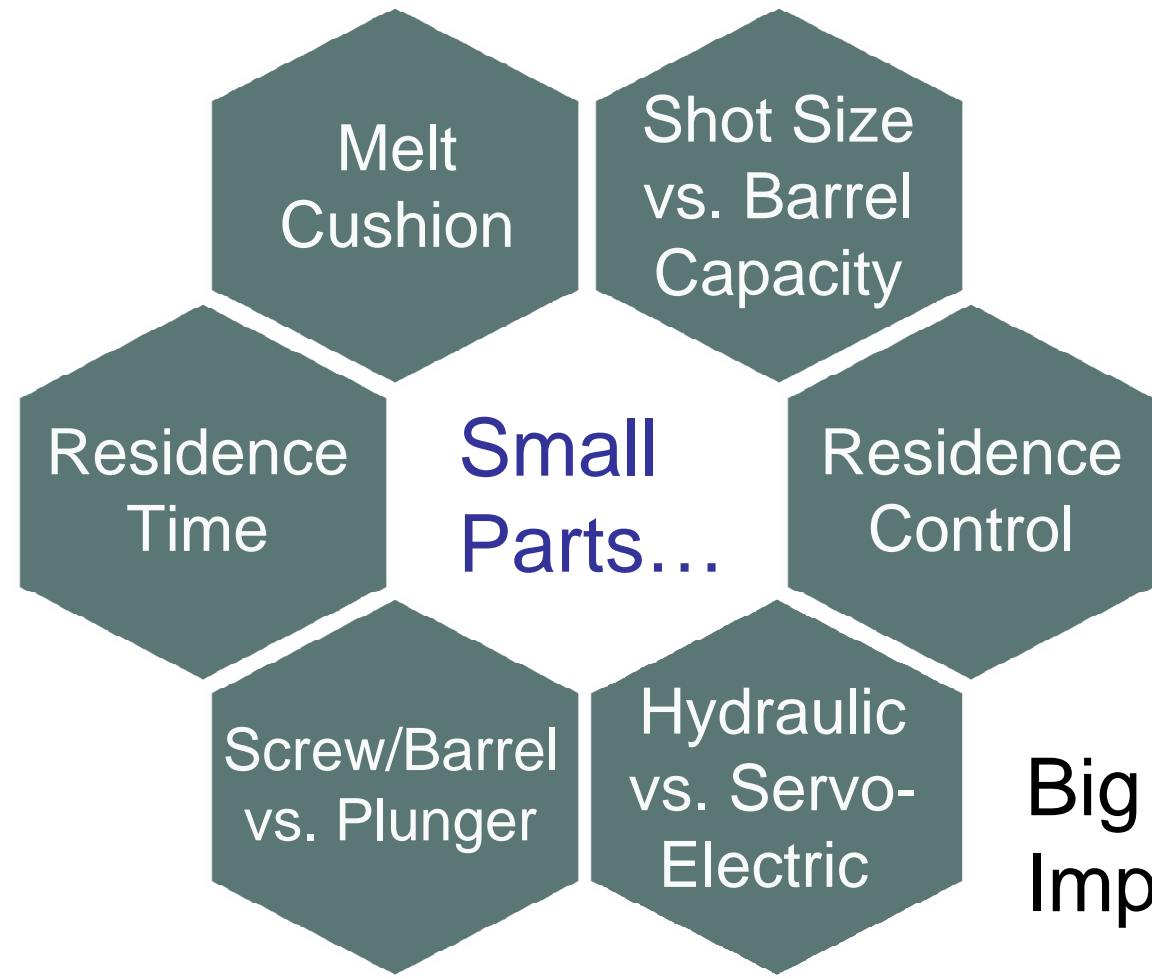 Melt
Cushion
Shot Size
vs. Barrel
Capacity
Residence
Time
Small
Parts…
Residence
Control
Screw/Barrel
vs. Plunger
Hydraulic
vs. Servo-
Electric
Big